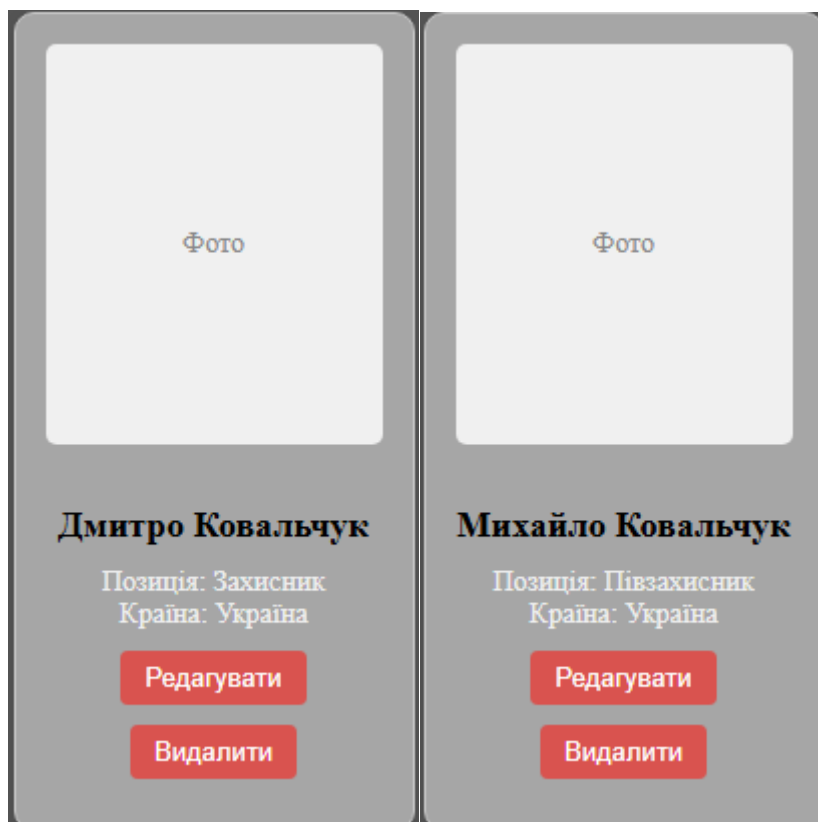 Фото
Дмитро Ковальчук
Позиція: Захисник
Країна: Україна
Редагувати
Видалити
Фото
Михайло Ковальчук
Позиція: Півзахисник
Країна: Україна
Редагувати
Видалити